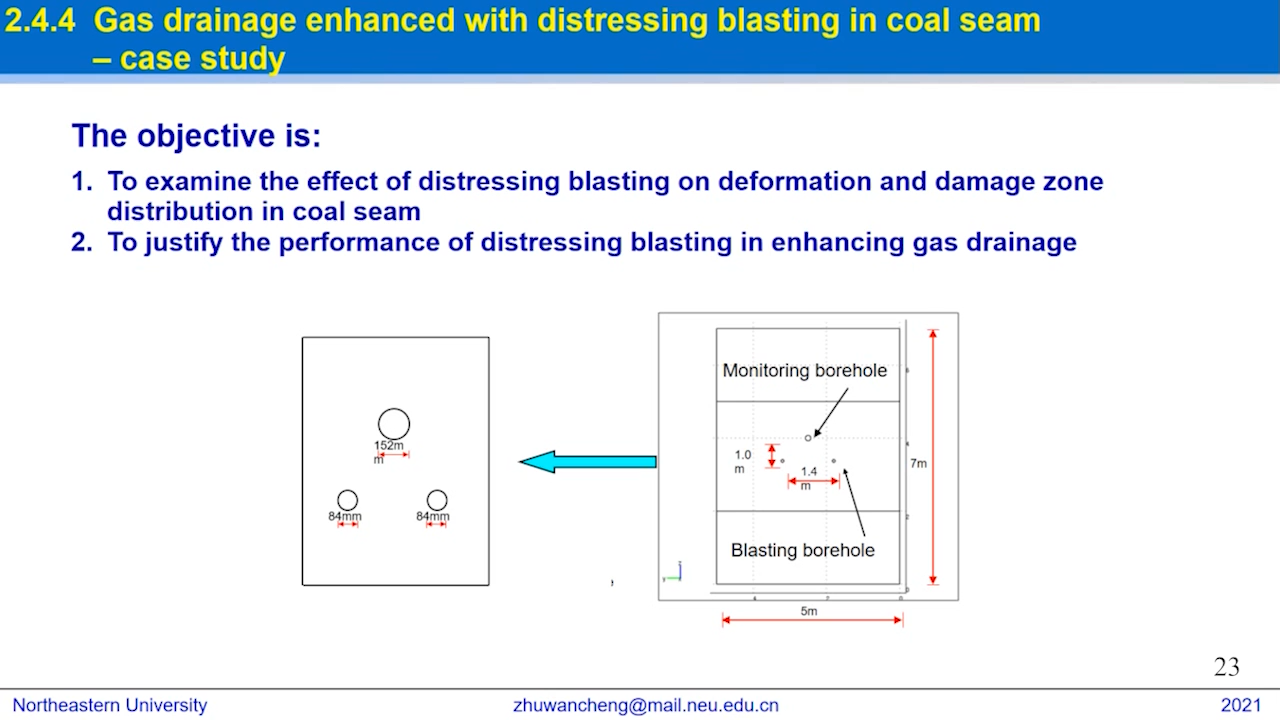 2.4.4 Gas drainage enhanced with distressing blasting in coal seam
– case study
The objective is:
1. To examine the effect of distressing blasting on deformation and damage zone
distribution in coal seam
2. To justify the performance of distressing blasting in enhancing gas drainage
152m
m
84mm
84mm
Monitoring borehole
1.0
m
1.4
m
7m
Blasting borehole
5m
23
Northeastern University
zhuwancheng@mail.neu.edu.cn
2021